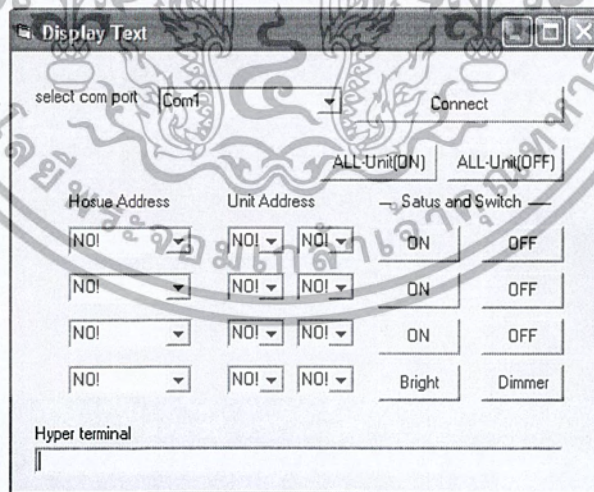 Display Text
select com port Com1 Connect
ALL-Unit(ON) ALL-Unit(OFF)
Hosue Address Unit Address Satus and Switch
NO! NO! NO! ON OFF
NO! NO! NO! ON OFF
NO! NO! NO! ON OFF
NO! NO! NO! Bright Dimmer
Hyper terminal